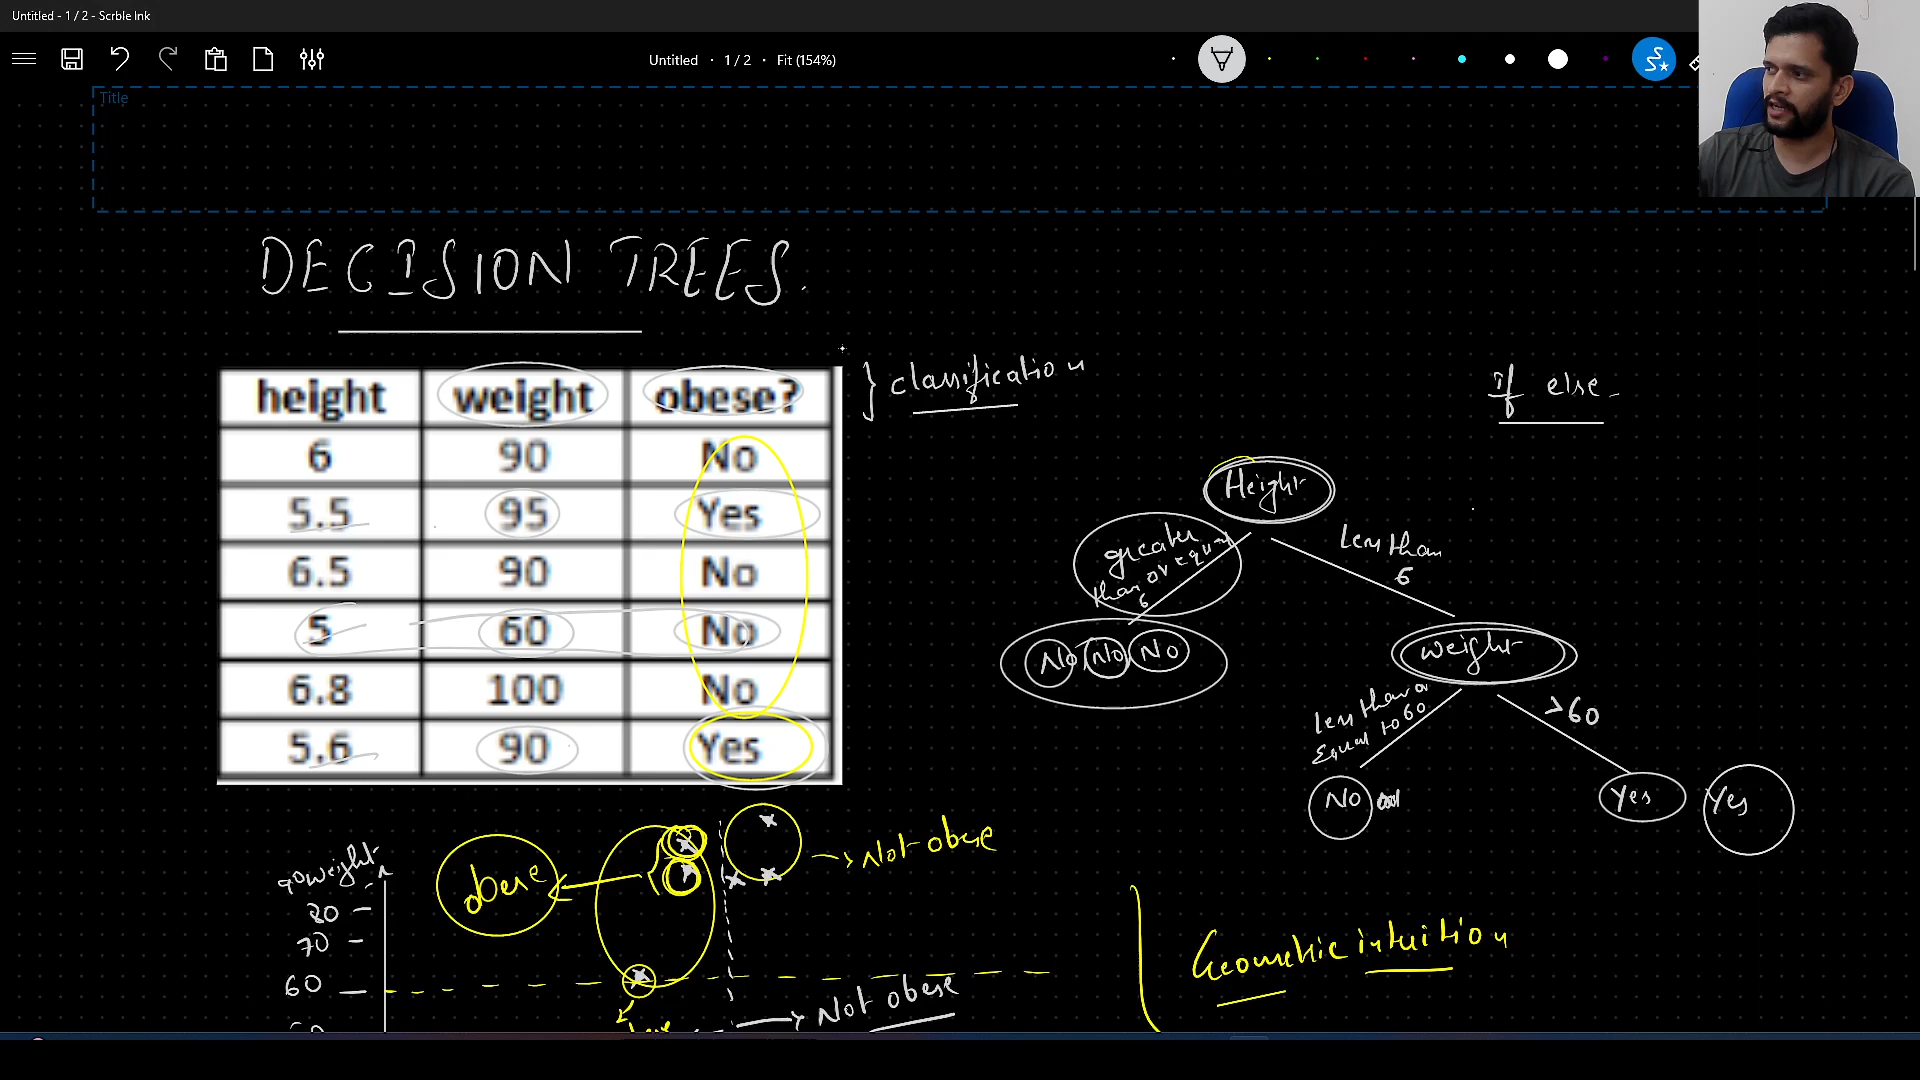 Untitled - 1 / 2 - Scrble Ink
Untitled · 1 / 2 · Fit (154%)
Title
DECISION TREES.
height weight obese?
6 90 No
5.5 95 Yes
6.5 90 No
5 60 No
6.8 100 No
5.6 90 Yes
} classification
If else
Height
greater
than or equal
6
Less than
6
No No No
weight
Less than or
Equal to 60
>60
No
Yes Yes
weight
90
80
70
60
obese
Not obese
Not obese
Geometric intuition